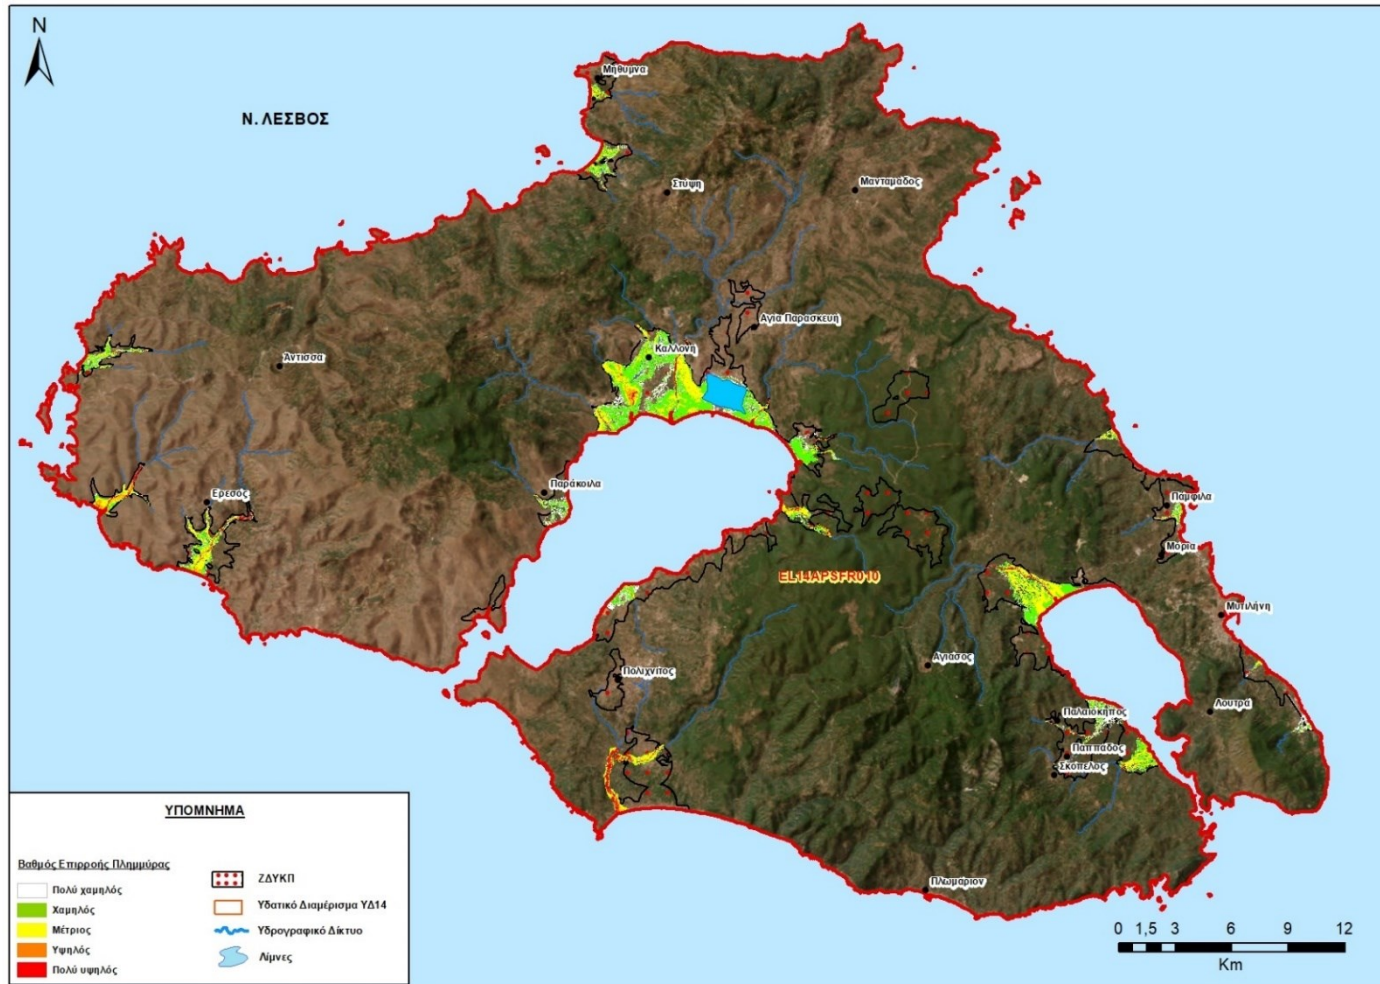 N
Μήθυμνα
Ν. ΛΕΣΒΟΣ
Στύψη
Μανταμάδος
Αγία Παρασκευή
Καλλονή
Άντισσα
Ερεσός
Παράκοιλα
Πάμφιλα
Μόρια
EL14APSFR010
Μυτιλήνη
Αγιάσος
Πολιχνίτος
Παλαιόκηπος
Λουτρά
Παππάδος
Σκόπελος
Πλωμάριον
ΥΠΟΜΝΗΜΑ
Βαθμός Επιρροής Πλημμύρας
Πολύ χαμηλός
Χαμηλός
Μέτριος
Υψηλός
Πολύ υψηλός
ΖΔΥΚΠ
Υδατικό Διαμέρισμα ΥΔ14
Υδρογραφικό Δίκτυο
Λίμνες
0 1,5 3 6 9 12
Km